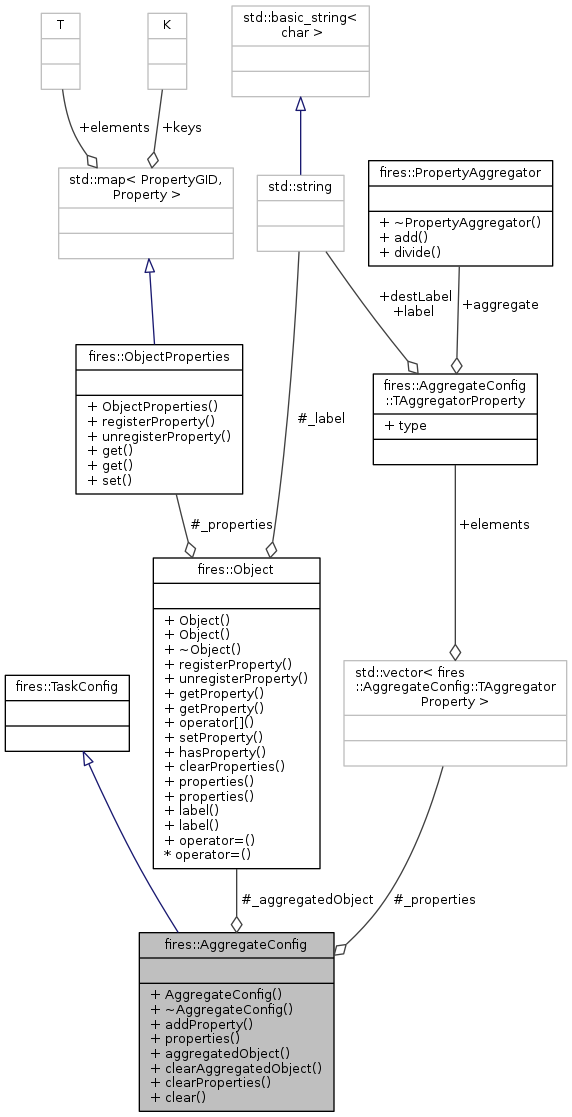 T
K
std::basic_string<
char >
+elements
+keys
std::map< PropertyGID,
Property >
std::string
fires::PropertyAggregator
+ ~PropertyAggregator()
+ add()
+ divide()
+destLabel
+label
+aggregate
fires::ObjectProperties
+ ObjectProperties()
+ registerProperty()
+ unregisterProperty()
+ get()
+ get()
+ set()
fires::AggregateConfig
::TAggregatorProperty
+ type
#_label
#_properties
+elements
fires::Object
+ Object()
+ Object()
+ ~Object()
+ registerProperty()
+ unregisterProperty()
+ getProperty()
+ getProperty()
+ operator[]()
+ setProperty()
+ hasProperty()
+ clearProperties()
+ properties()
+ properties()
+ label()
+ label()
+ operator=()
* operator=()
fires::TaskConfig
std::vector< fires
::AggregateConfig::TAggregator
Property >
#_aggregatedObject
#_properties
fires::AggregateConfig
+ AggregateConfig()
+ ~AggregateConfig()
+ addProperty()
+ properties()
+ aggregatedObject()
+ clearAggregatedObject()
+ clearProperties()
+ clear()